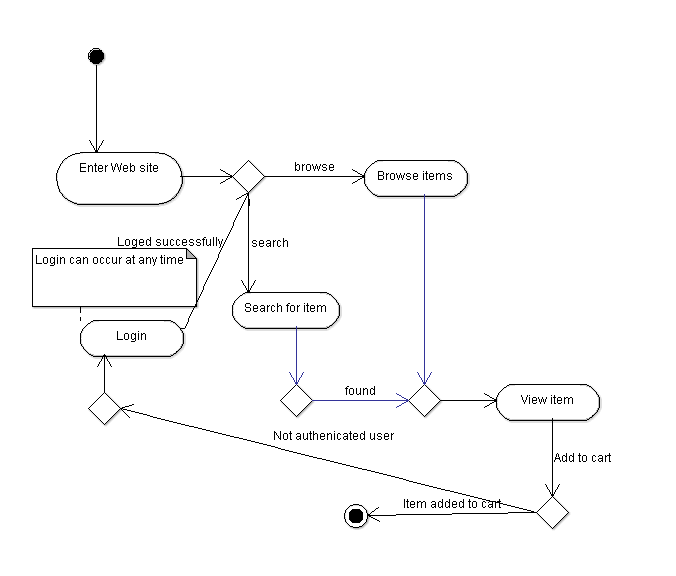 Enter Web site
browse
Browse items
Loged successfully
search
Login can occur at any time
Search for item
Login
found
View item
Not authenicated user
Add to cart
Item added to cart